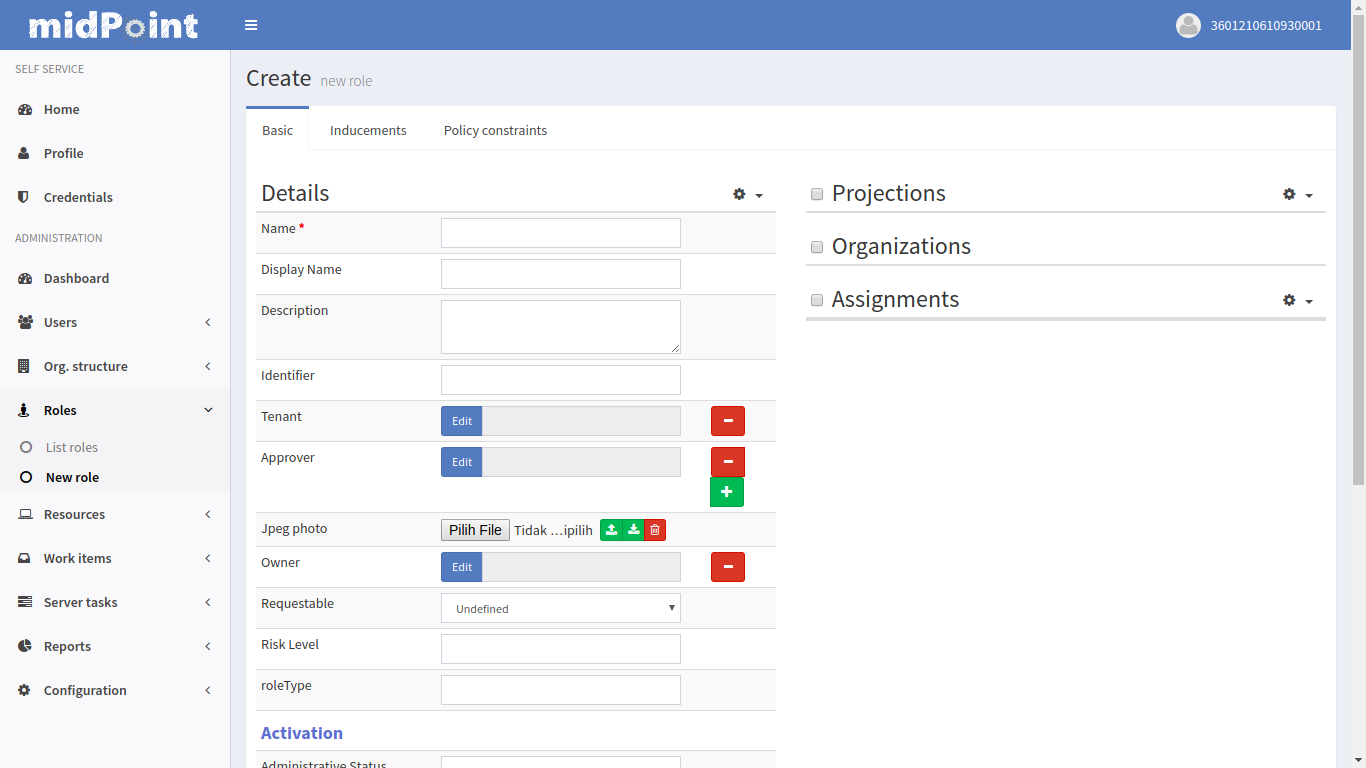 midPoint
3601210610930001
SELF SERVICE
Home
Profile
Credentials
ADMINISTRATION
Dashboard
Users
Org. structure
Roles
List roles
New role
Resources
Work items
Server tasks
Reports
Configuration
Create new role
Basic Inducements Policy constraints
Details
Name *
Display Name
Description
Identifier
Tenant Edit
Approver Edit
Jpeg photo Pilih File Tidak ...ipilih
Owner Edit
Requestable Undefined
Risk Level
roleType
Activation
Administrative Status
Projections
Organizations
Assignments